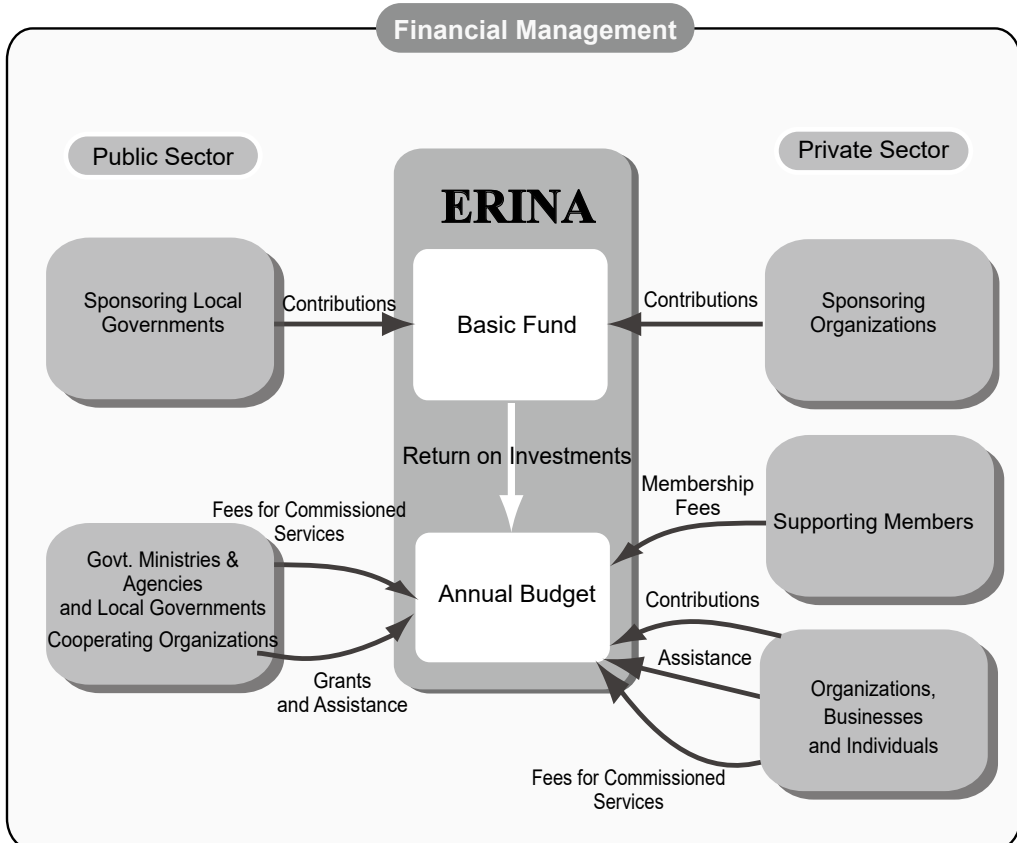 Financial Management
Public Sector
Private Sector
ERINA
Sponsoring Local
Governments
Contributions
Basic Fund
Contributions
Sponsoring
Organizations
Return on Investments
Membership
Fees
Supporting Members
Fees for Commissioned
Services
Govt. Ministries &
Agencies
and Local Governments
Cooperating Organizations
Annual Budget
Grants
and Assistance
Contributions
Assistance
Organizations,
Businesses
and Individuals
Fees for Commissioned
Services